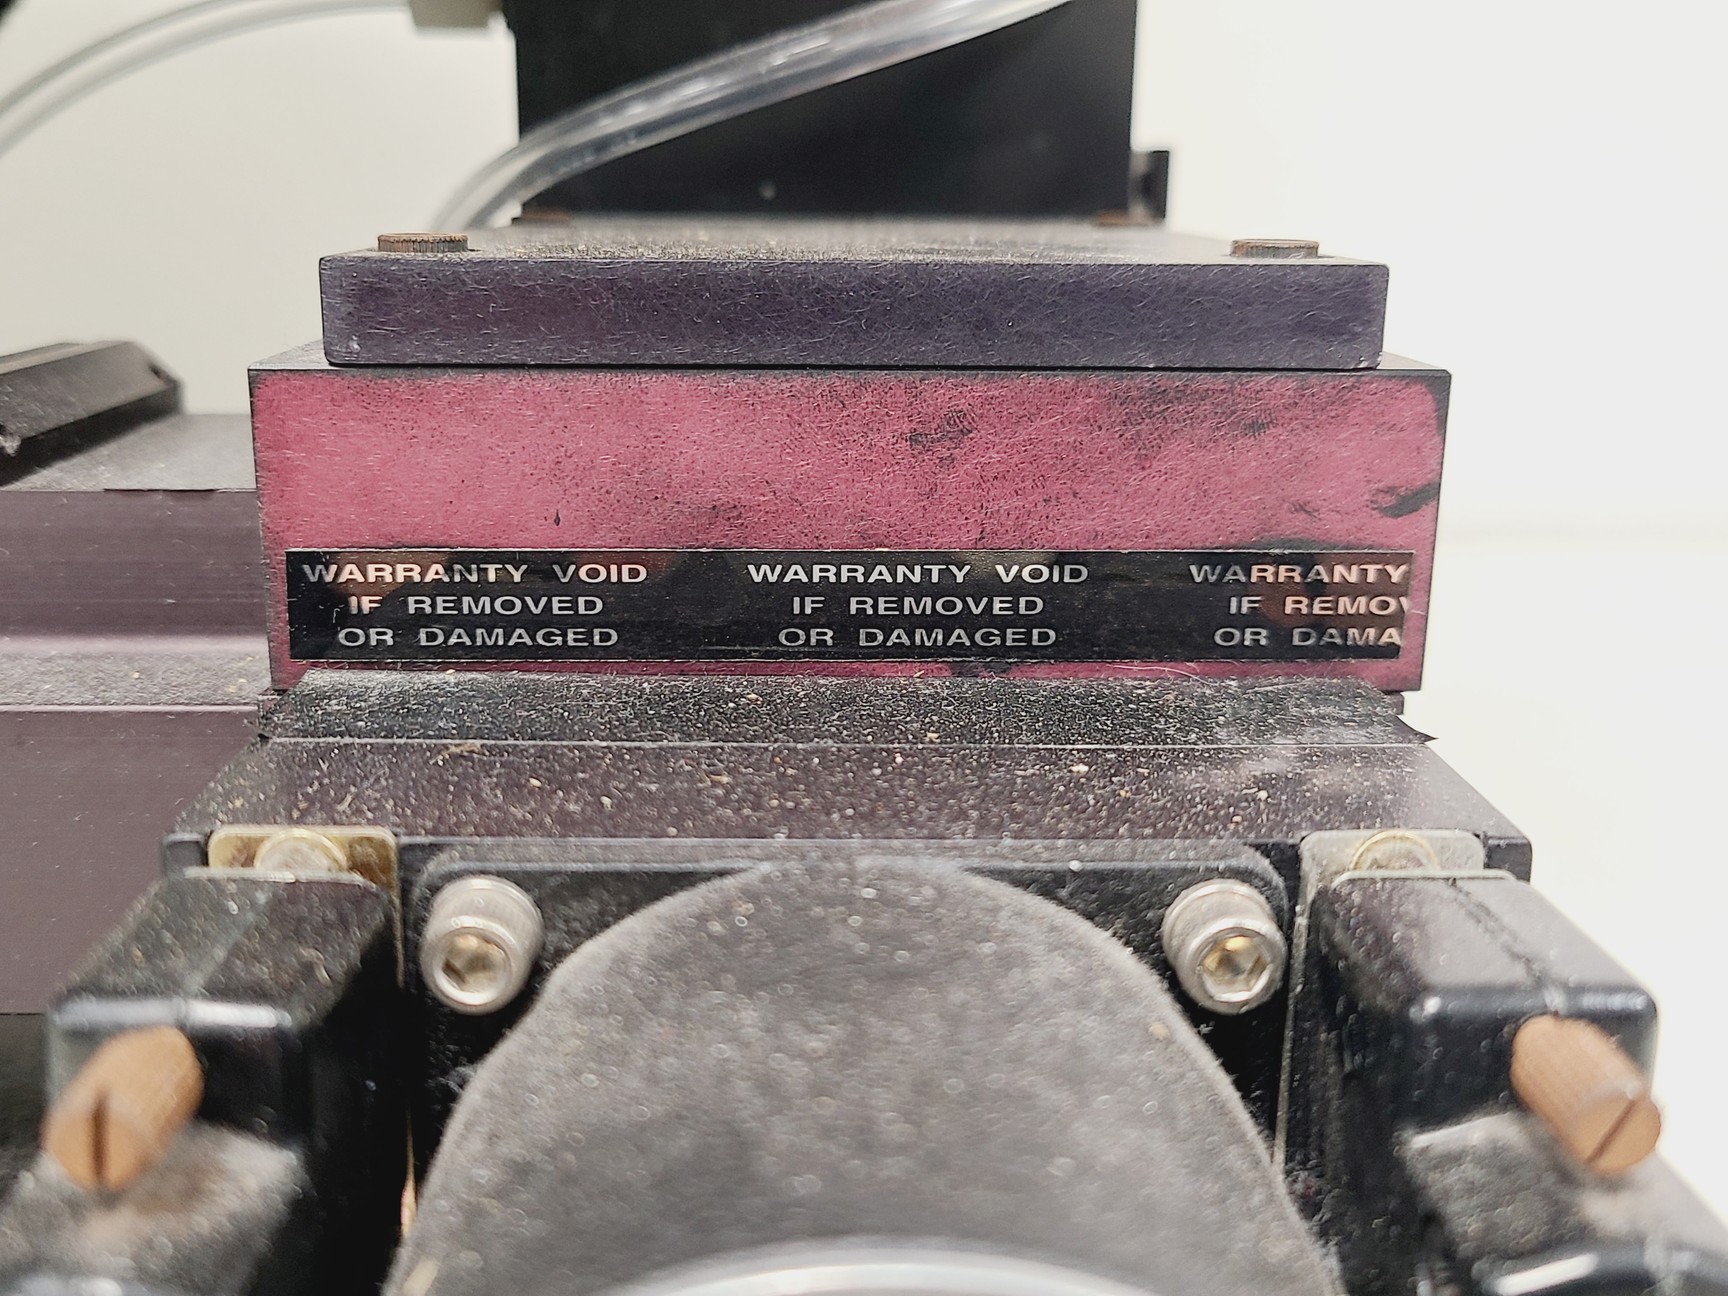 WARRANTY VOID WARRANTY VOID WARRANTY
IF REMOVED IF REMOVED IF REMOV
OR DAMAGED OR DAMAGED OR DAMA